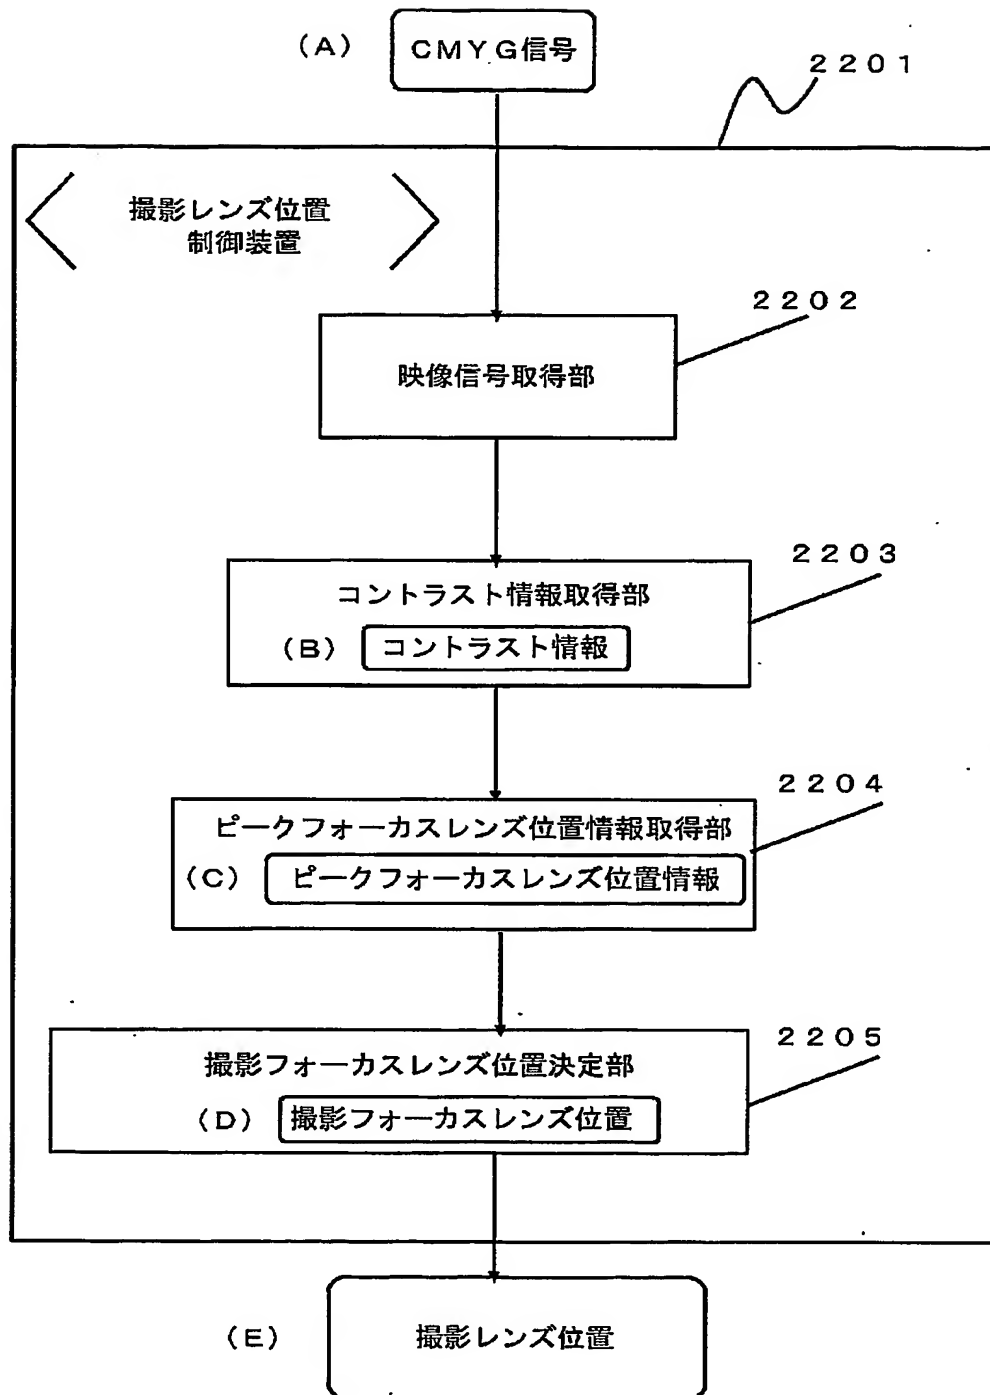 (A) CMYG信号
2201
撮影レンズ位置
制御装置
2202
映像信号取得部
2203
コントラスト情報取得部
(B) コントラスト情報
2204
ピークフォーカスレンズ位置情報取得部
(C) ピークフォーカスレンズ位置情報
2205
撮影フォーカスレンズ位置決定部
(D) 撮影フォーカスレンズ位置
(E) 撮影レンズ位置